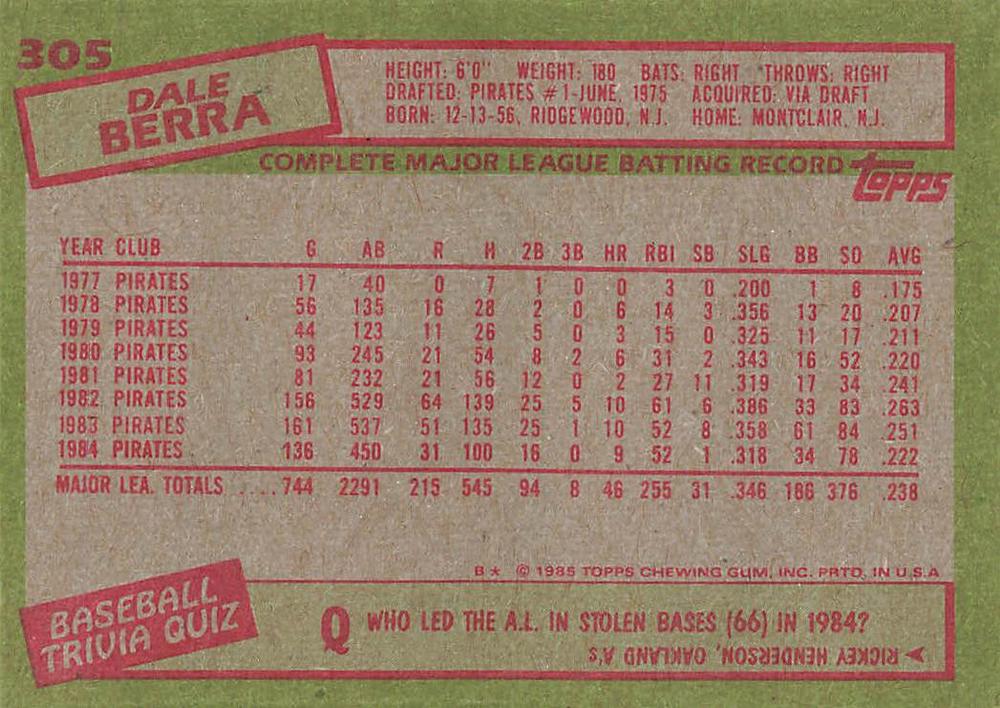 305
DALE
BERRA
HEIGHT: 6'0" WEIGHT: 180 BATS: RIGHT THROWS: RIGHT
DRAFTED: PIRATES #1-JUNE, 1975 ACQUIRED: VIA DRAFT
BORN: 12-13-56, RIDGEWOOD, N.J. HOME: MONTCLAIR, N.J.
COMPLETE MAJOR LEAGUE BATTING RECORD
topps
YEAR CLUB G AB R H 2B 3B HR RBI SB SLG BB SO AVG
1977 PIRATES 17 40 0 7 1 0 0 3 0 .200 1 8 .175
1978 PIRATES 56 135 16 28 2 0 6 14 3 .356 13 20 .207
1979 PIRATES 44 123 11 26 5 0 3 15 0 .325 11 17 .211
1980 PIRATES 93 245 21 54 8 2 6 31 2 .343 16 52 .220
1981 PIRATES 81 232 21 56 12 0 2 27 11 .319 17 34 .241
1982 PIRATES 156 529 64 139 25 5 10 61 6 .386 33 83 .263
1983 PIRATES 161 537 51 135 25 1 10 52 8 .358 61 84 .251
1984 PIRATES 136 450 31 100 16 0 9 52 1 .318 34 78 .222
MAJOR LEA. TOTALS .....744 2291 215 545 94 8 46 255 31 .346 186 376 .238
B* © 1985 TOPPS CHEWING GUM, INC. PRTD. IN U.S.A
BASEBALL
TRIVIA QUIZ
Q WHO LED THE A.L. IN STOLEN BASES (66) IN 1984?
RICKEY HENDERSON, OAKLAND A's